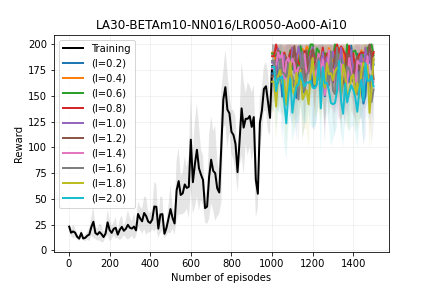 LA30-BETAm10-NN016/LR0050-Ao00-Ai10
Reward
200
175
150
125
100
75
50
25
0
Training
(l=0.2)
(l=0.4)
(l=0.6)
(l=0.8)
(l=1.0)
(l=1.2)
(l=1.4)
(l=1.6)
(l=1.8)
(l=2.0)
0 200 400 600 800 1000 1200 1400
Number of episodes